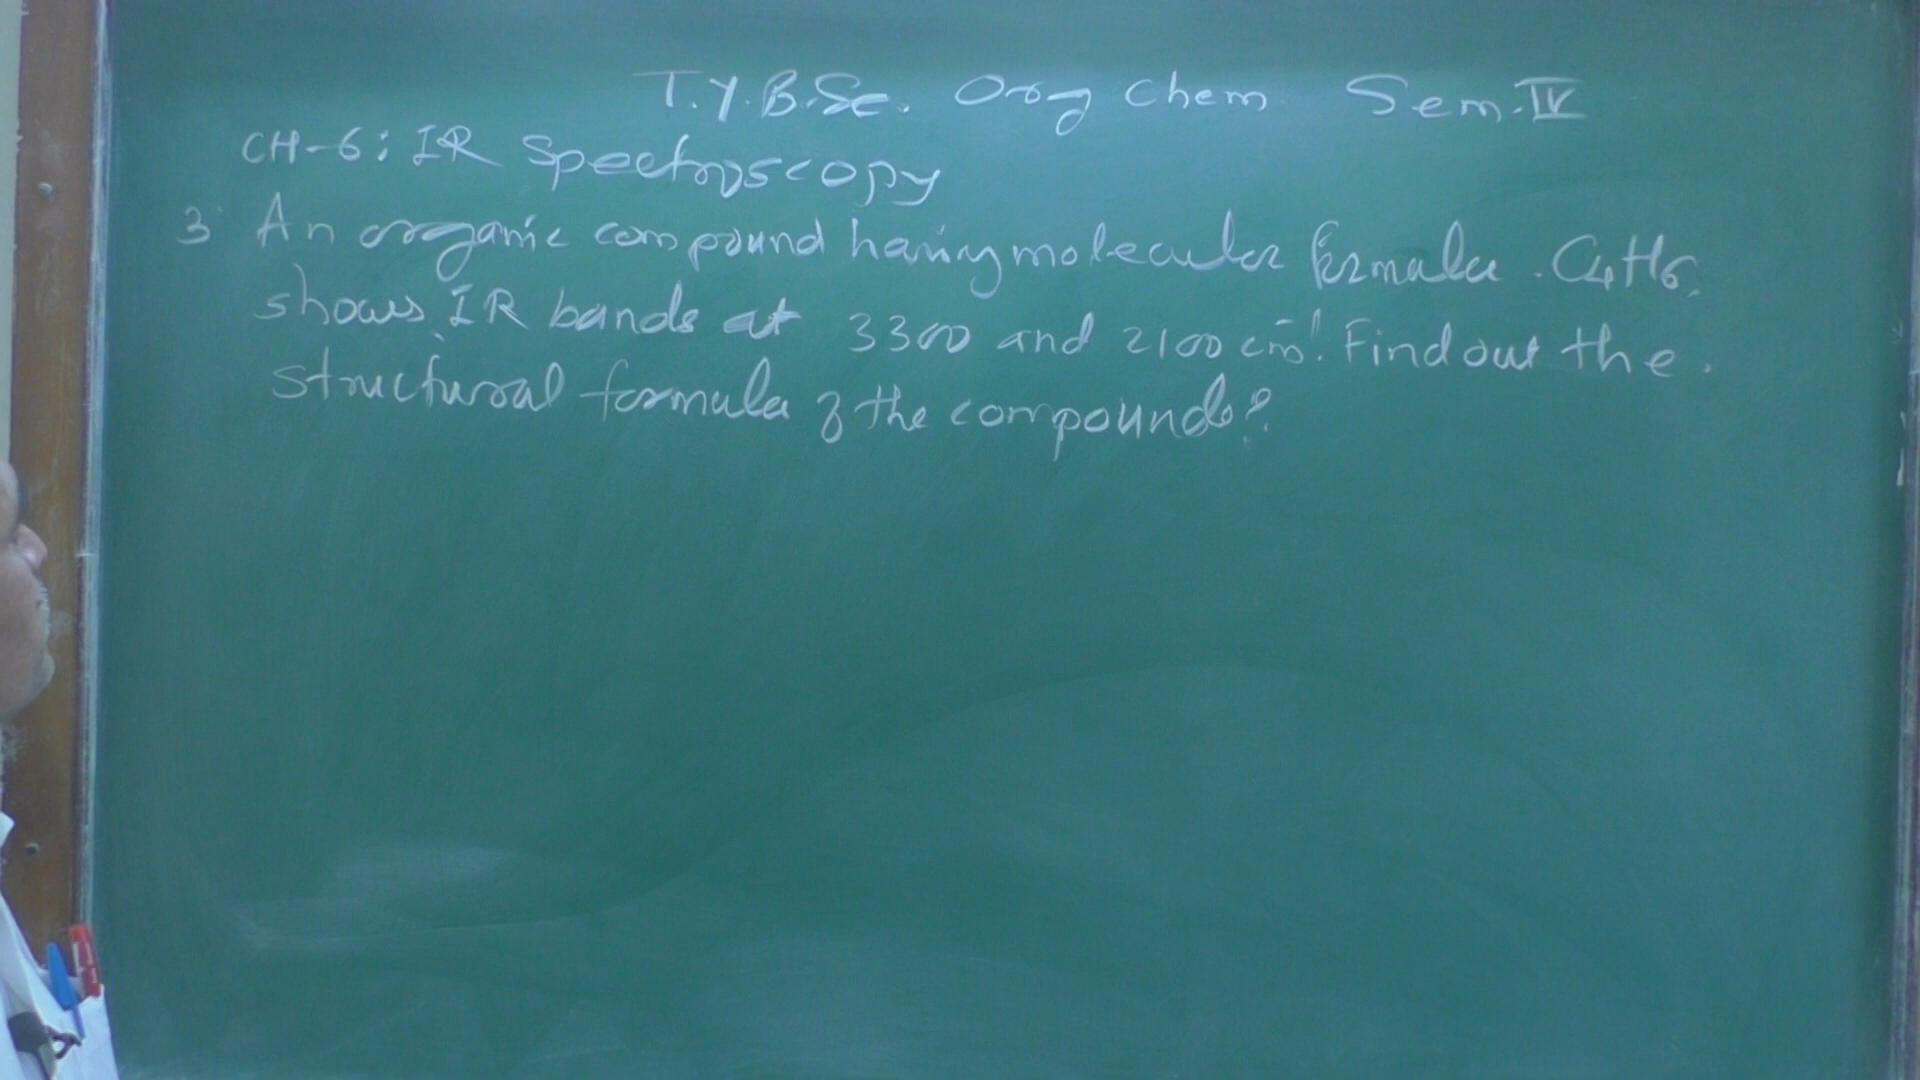 T.Y.B.Sc. Org Chem Sem.IV
CH-6: IR Spectroscopy
3 An organic compound having molecular formula C4H6
shows IR bands at 3300 and 2100 cm-1. Find out the
structural formula of the compound?